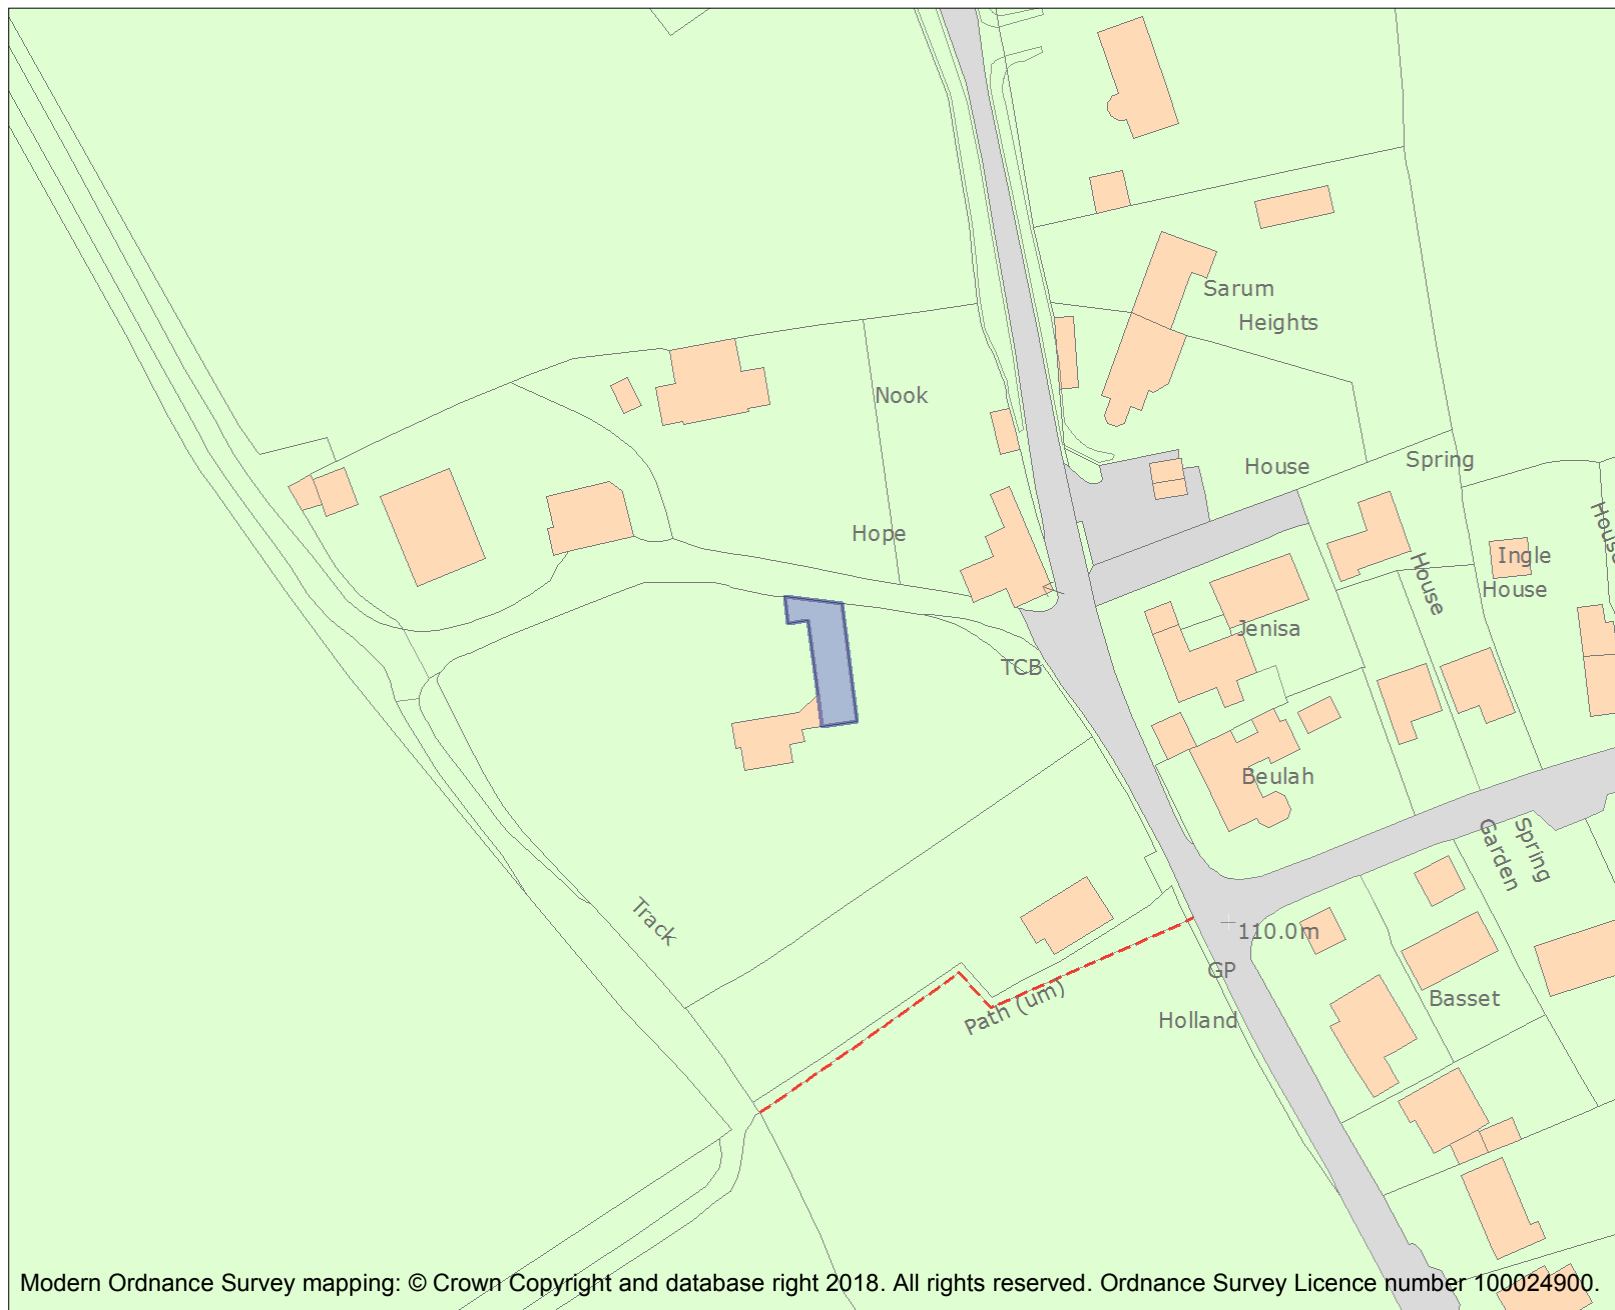 Sarum
Heights
Nook
House
Spring
Hope
House
Ingle
House
House
Jenisa
TCB
Beulah
Spring
Garden
Track
110.0m
GP
Path (um)
Basset
Holland
Modern Ordnance Survey mapping: © Crown Copyright and database right 2018. All rights reserved. Ordnance Survey Licence number 100024900.